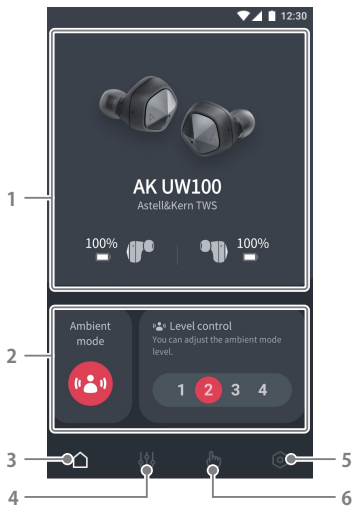 12:30
AK UW100
Astell&Kern TWS
100% 100%
Ambient
mode
Level control
You can adjust the ambient mode
level.
1 2 3 4
1
2
3
4
5
6